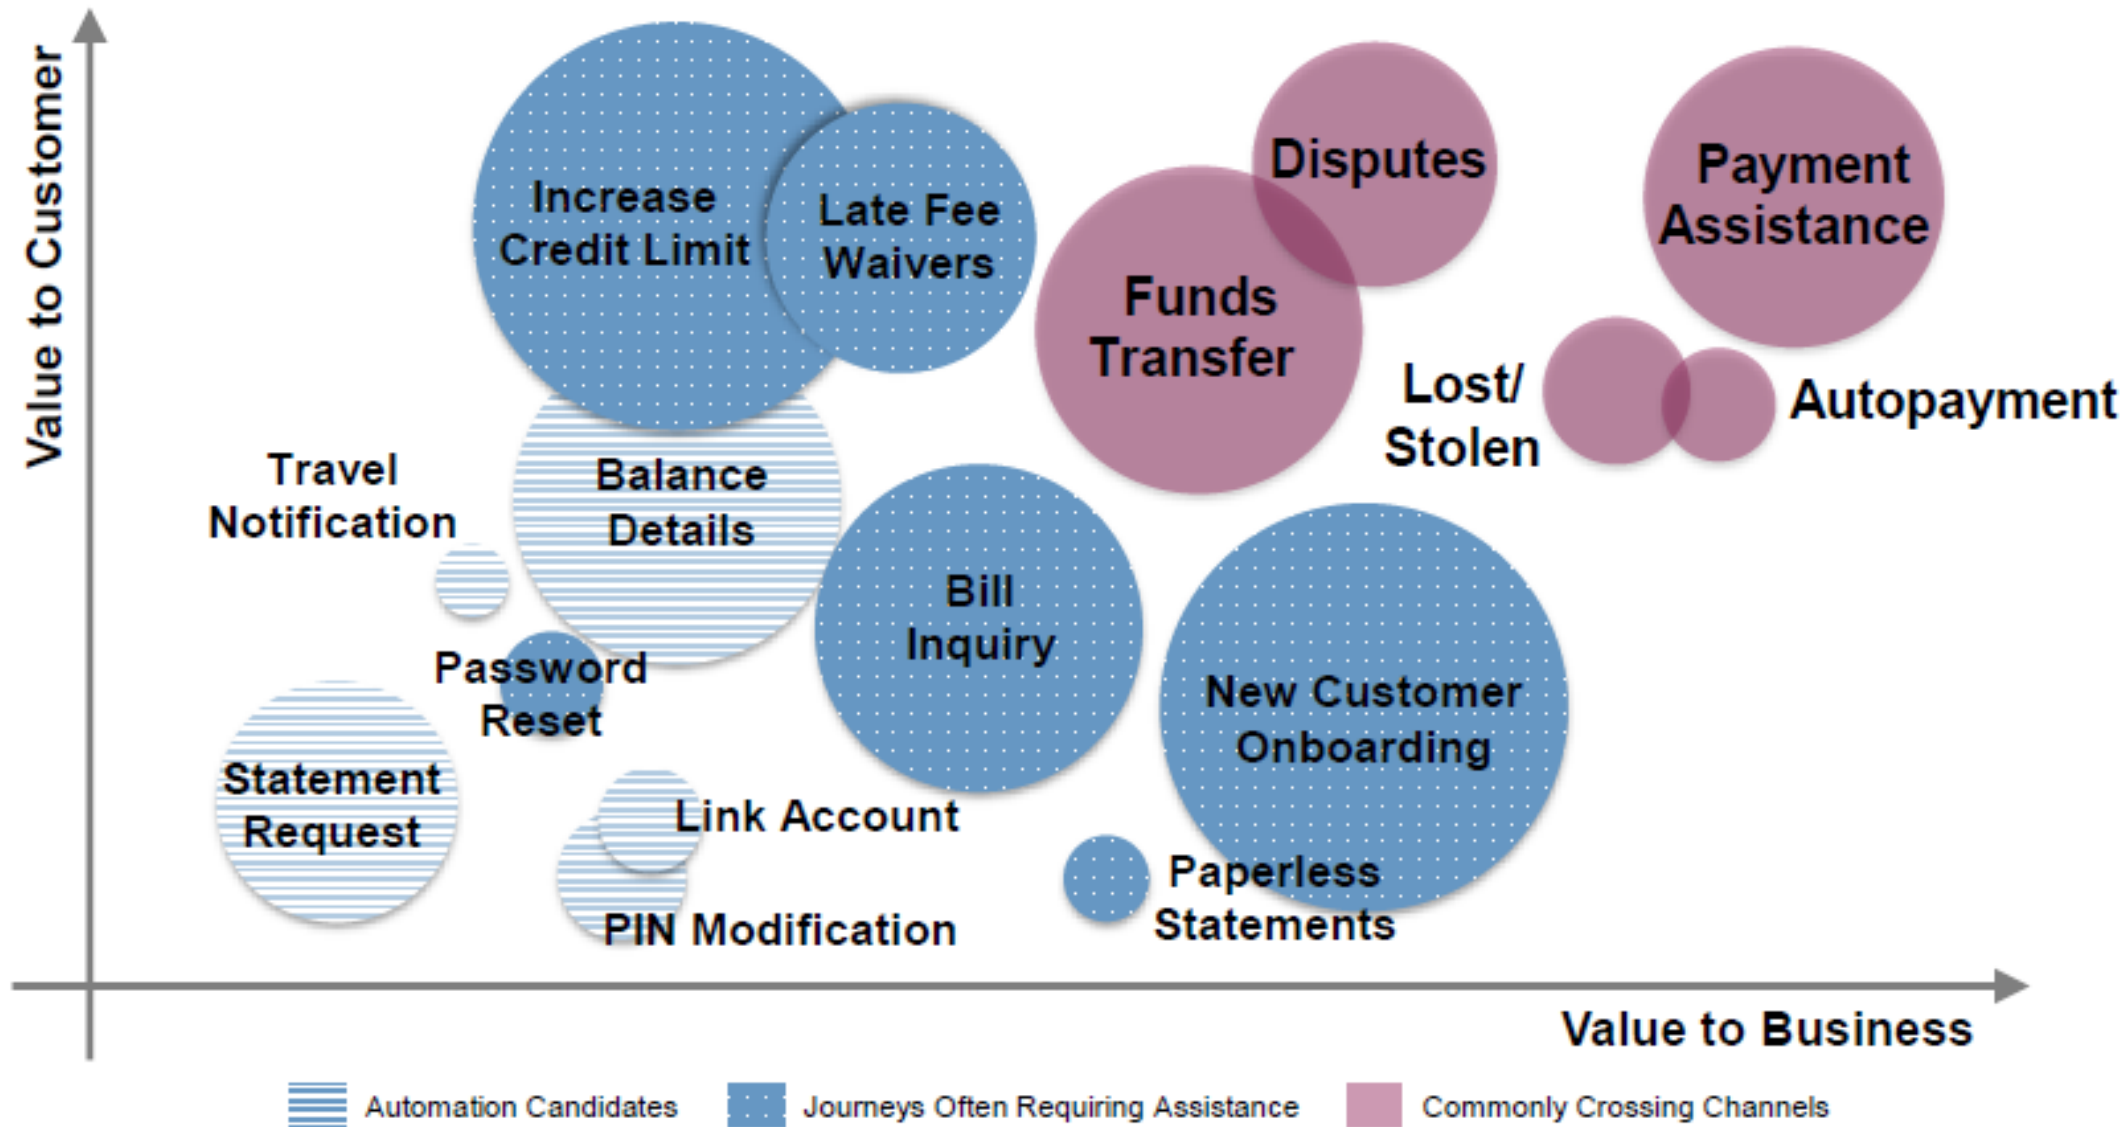 Value to Customer
Increase
Credit Limit
Late Fee
Waivers
Disputes
Payment
Assistance
Funds
Transfer
Lost/
Stolen
Autopayment
Travel
Notification
Balance
Details
Bill
Inquiry
Password
Reset
New Customer
Onboarding
Statement
Request
Link Account
PIN Modification
Paperless
Statements
Value to Business
Automation Candidates
Journeys Often Requiring Assistance
Commonly Crossing Channels